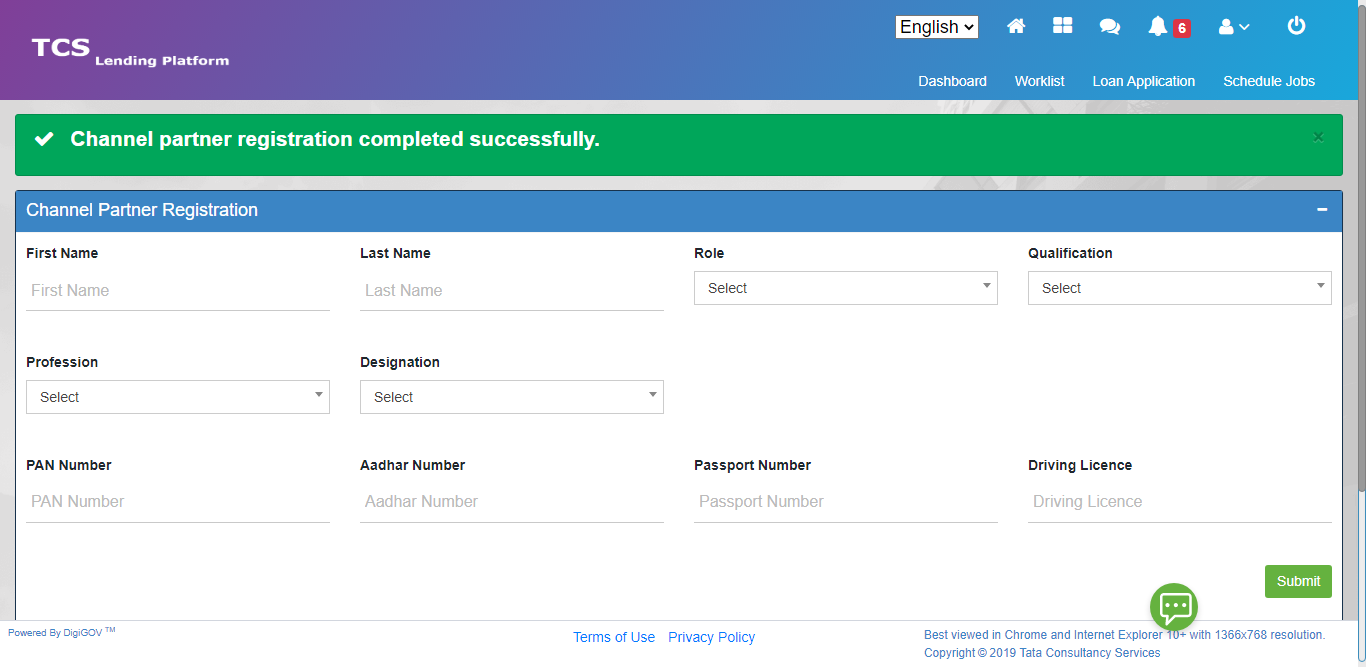 English
6
TCS Lending Platform
Dashboard Worklist Loan Application Schedule Jobs
Channel partner registration completed successfully.
×
Channel Partner Registration
First Name Last Name Role Qualification
First Name Last Name Select Select
Profession Designation
Select Select
PAN Number Aadhar Number Passport Number Driving Licence
PAN Number Aadhar Number Passport Number Driving Licence
Submit
Powered By DigiGOV TM
Terms of Use Privacy Policy
Best viewed in Chrome and Internet Explorer 10+ with 1366x768 resolution.
Copyright © 2019 Tata Consultancy Services